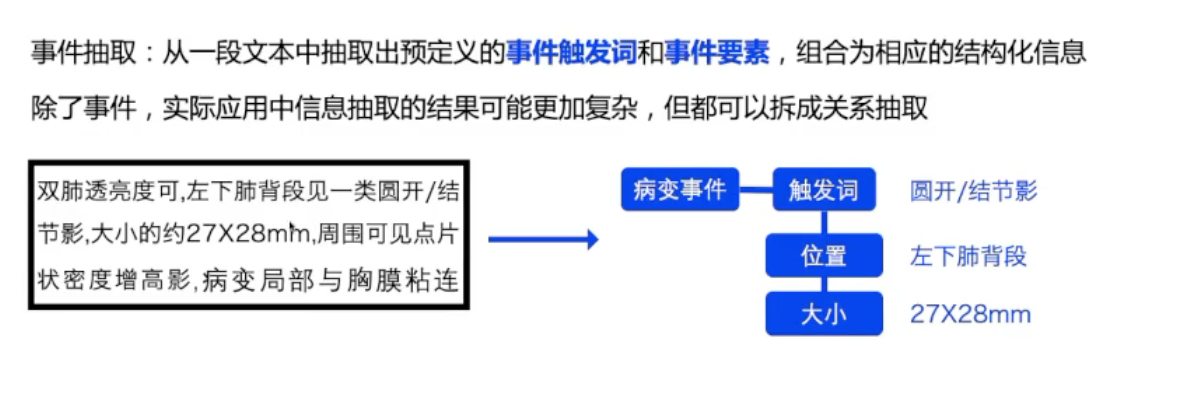 事件抽取：从一段文本中抽取出预定义的事件触发词和事件要素，组合为相应的结构化信息
除了事件，实际应用中信息抽取的结果可能更加复杂，但都可以拆成关系抽取
双肺透亮度可,左下肺背段见一类圆开/结
节影,大小的约27X28mm,周围可见点片
状密度增高影,病变局部与胸膜粘连
病变事件
触发词
圆开/结节影
位置
左下肺背段
大小
27X28mm